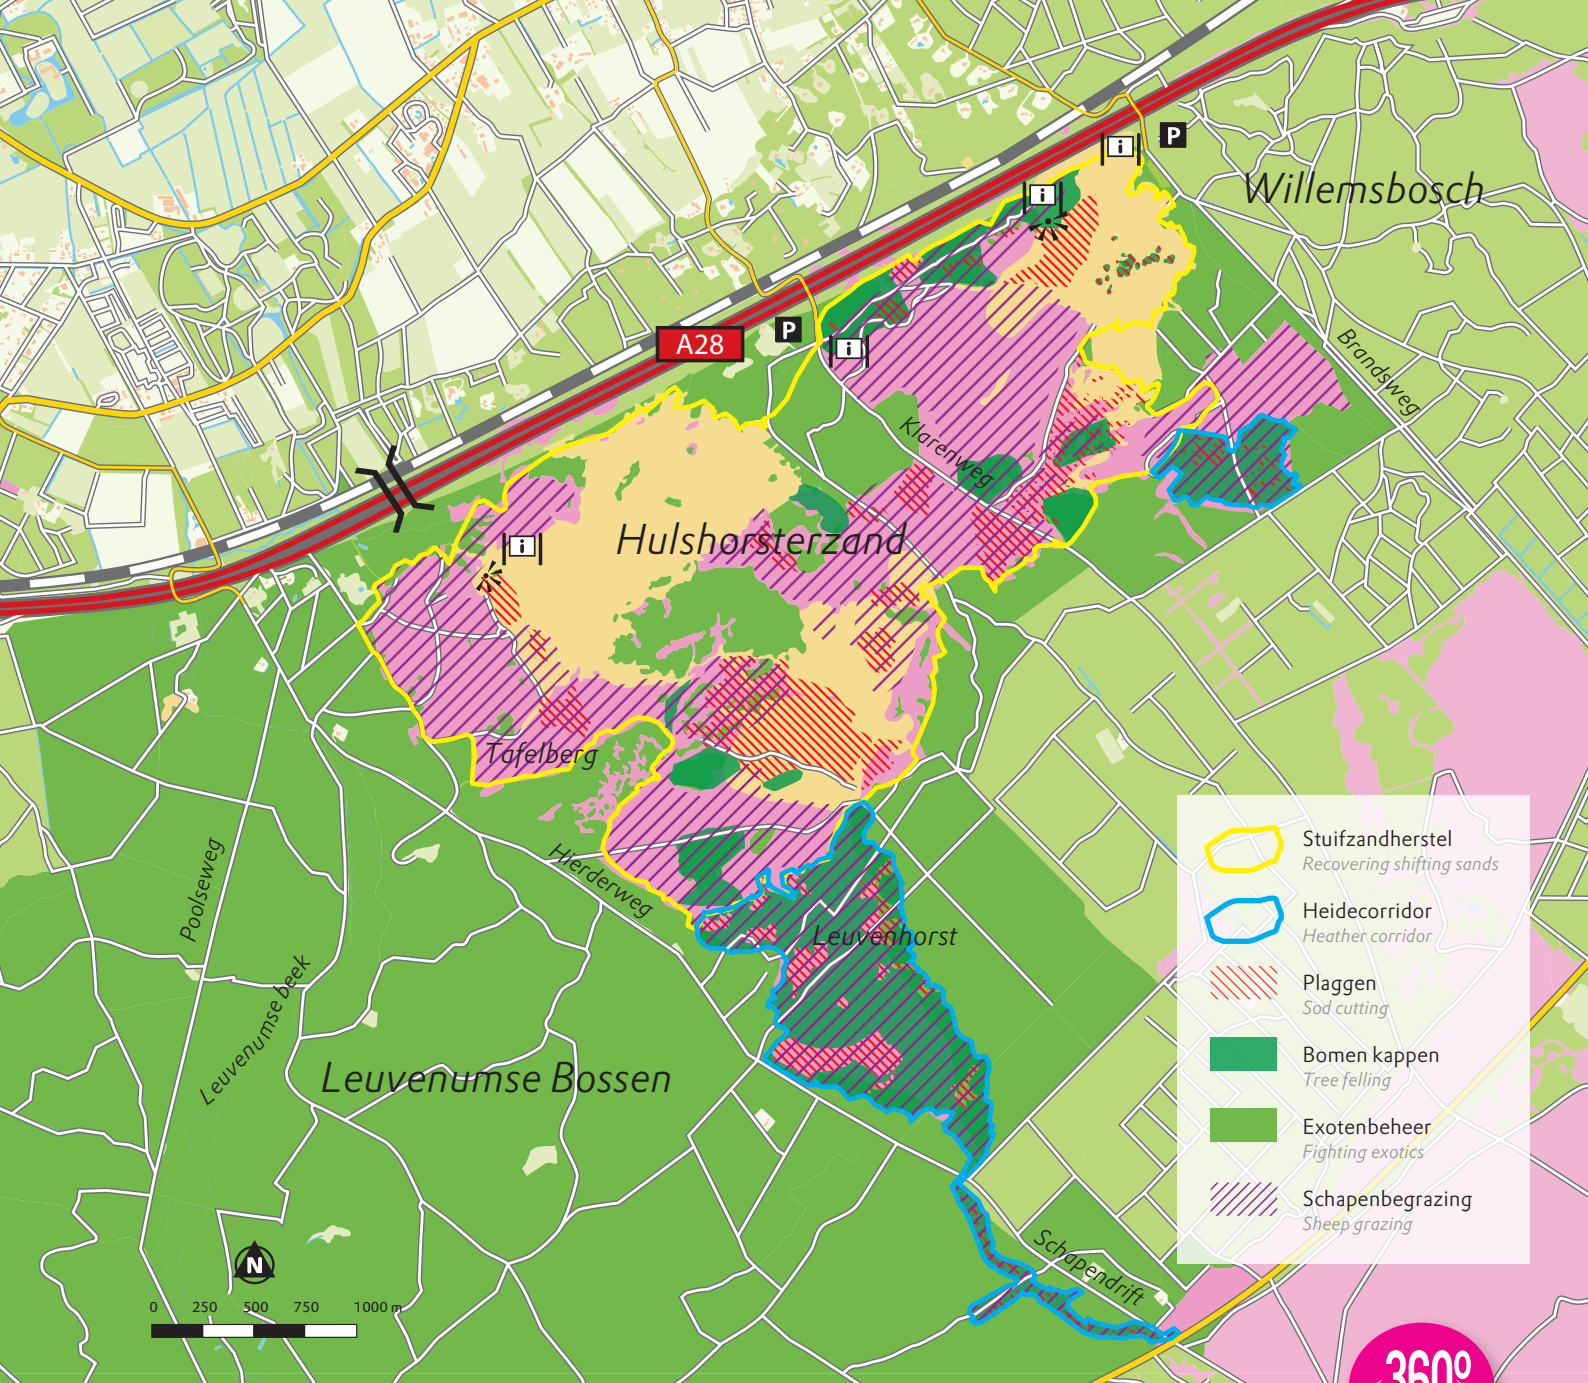 P
i
Willemsbosch
i
A28
P
i
Brandsweg
Klarenweg
Hulshorsterzand
i
Tafelberg
Hierderweg
Poolseweg
Leuvenhorst
Leuvenumse beek
Leuvenumse Bossen
Schapendrift
Stuifzandherstel
Recovering shifting sands
Heidecorridor
Heather corridor
Plaggen
Sod cutting
Bomen kappen
Tree felling
Exotenbeheer
Fighting exotics
Schapenbegrazing
Sheep grazing
N
0 250 500 750 1000 m
360º